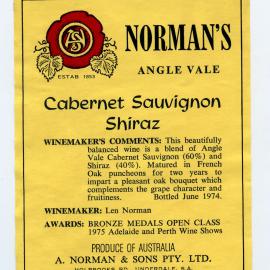 NORMAN'S
ESTAB 1853
ANGLE VALE
Cabernet Sauvignon
Shiraz
WINEMAKER'S COMMENTS: This beautifully
balanced wine is a blend of Angle
Vale Cabernet Sauvignon (60%) and
Shiraz (40%). Matured in French
Oak puncheons for two years to
impart a pleasant oak bouquet which
complements the grape character and
fruitiness. Bottled June 1974.
WINEMAKER: Len Norman
AWARDS: BRONZE MEDALS OPEN CLASS
1975 Adelaide and Perth Wine Shows
PRODUCE OF AUSTRALIA
A. NORMAN & SONS PTY. LTD.
HOLBROOKS RD., UNDERDALE, S.A.